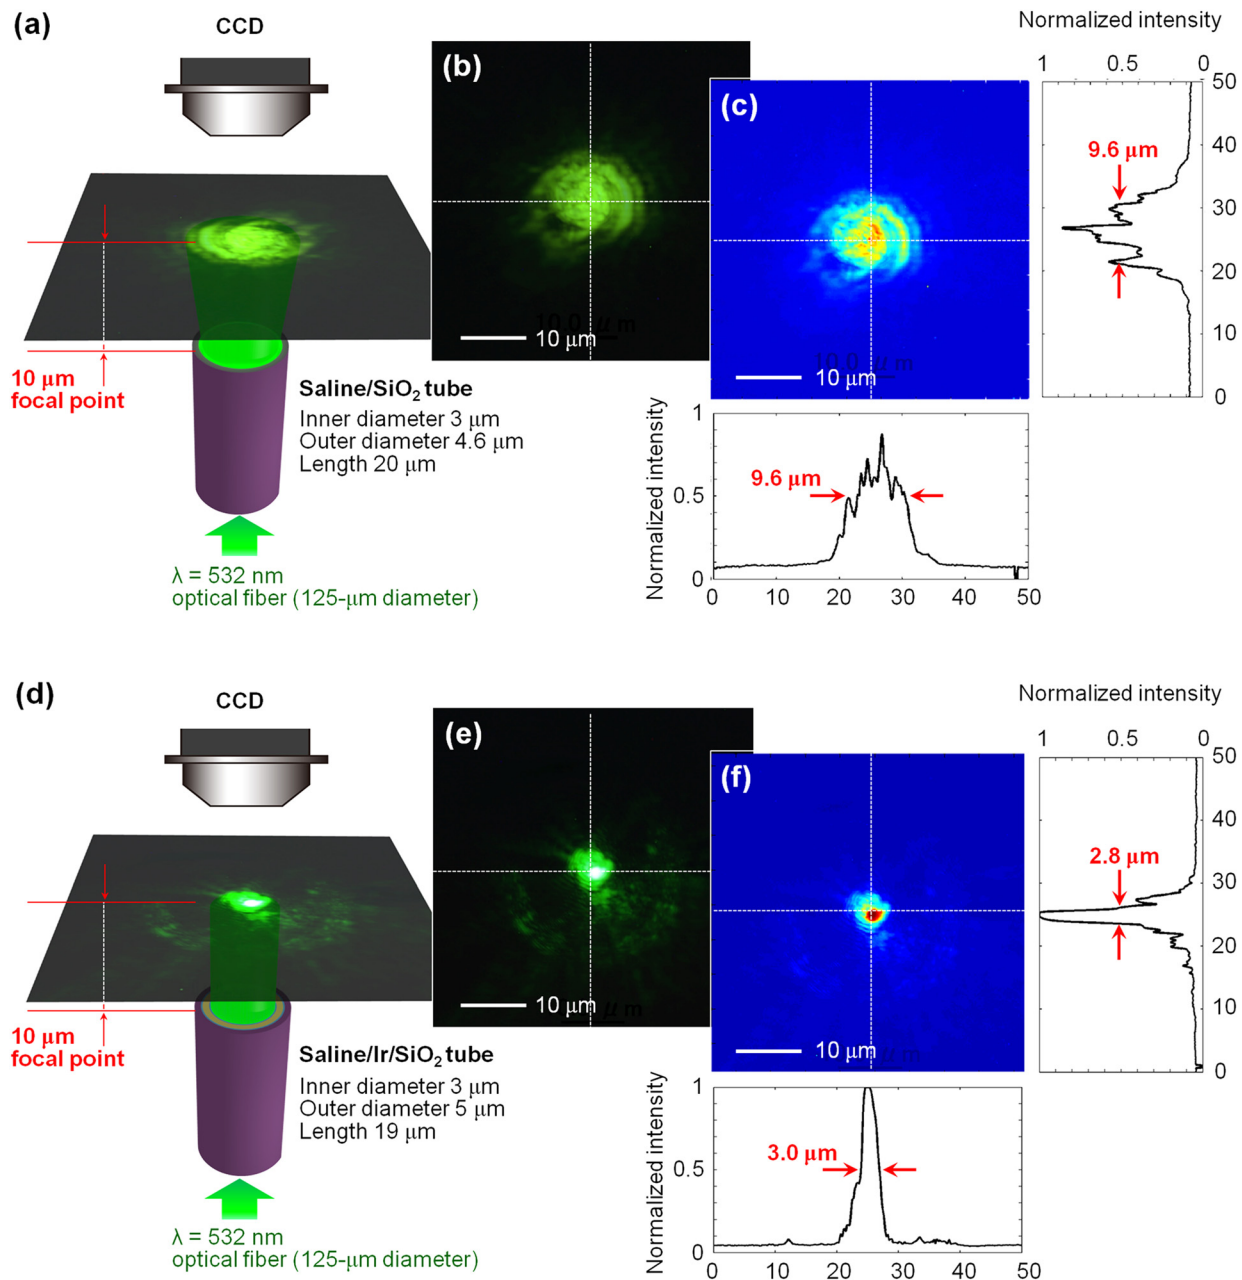 (a)
CCD
10 μm
focal point
Saline/SiO₂ tube
Inner diameter 3 μm
Outer diameter 4.6 μm
Length 20 μm
λ = 532 nm
optical fiber (125-μm diameter)
(b)
10.0 μm
10 μm
(c)
10.0 μm
10 μm
Normalized intensity
1 0.5 0
50
40
30
20
10
0
9.6 μm
Normalized intensity
1
0.5
0
9.6 μm
0 10 20 30 40 50
(d)
CCD
10 μm
focal point
Saline/Ir/SiO₂ tube
Inner diameter 3 μm
Outer diameter 5 μm
Length 19 μm
λ = 532 nm
optical fiber (125-μm diameter)
(e)
10 μm
m
(f)
10 μm
Normalized intensity
1 0.5 0
50
40
30
20
10
0
2.8 μm
Normalized intensity
1
0.5
0
3.0 μm
0 10 20 30 40 50